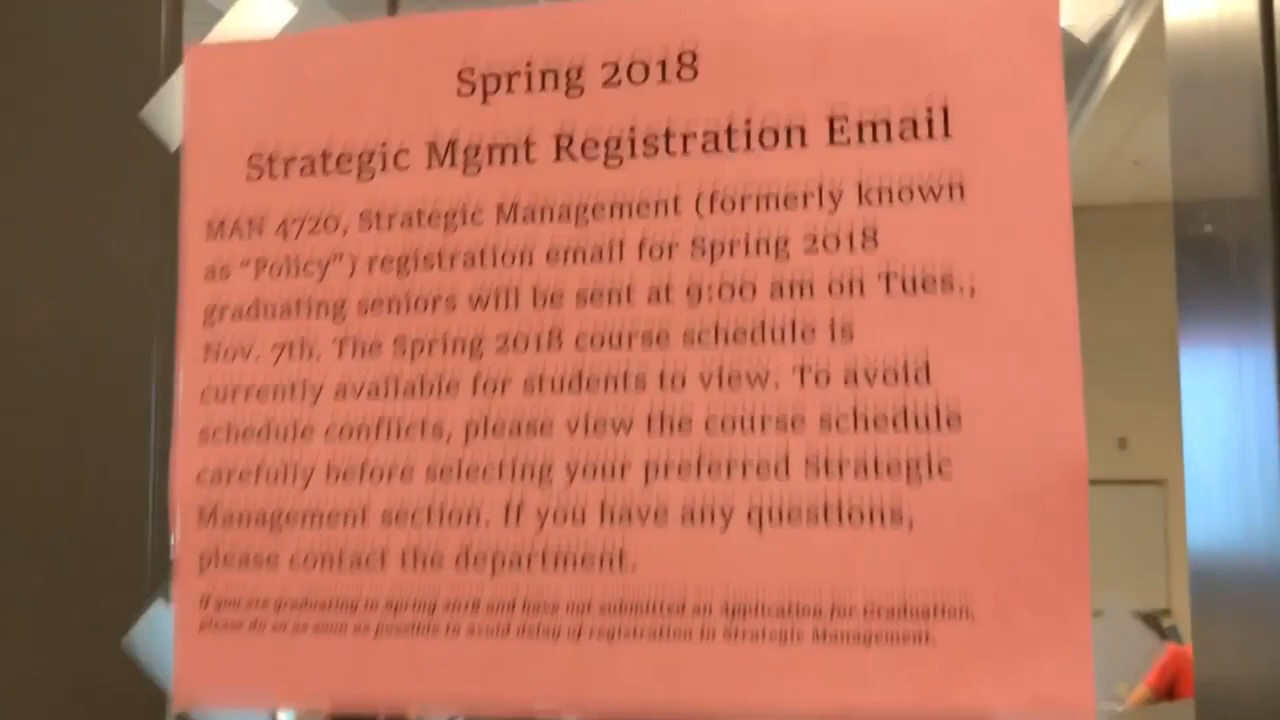 Spring 2018
Strategic Mgmt Registration Email
MAN 4720, Strategic Management (formerly known
as "Policy") registration email for Spring 2018
graduating seniors will be sent at 9:00 am on Tues.,
Nov. 7th. The Spring 2018 course schedule is
currently available for students to view. To avoid
schedule conflicts, please view the course schedule
carefully before selecting your preferred Strategic
Management section. If you have any questions,
please contact the department.
If you are graduating in Spring 2018 and have not submitted an Application for Graduation,
please do so as soon as possible to avoid delay of registration in Strategic Management.